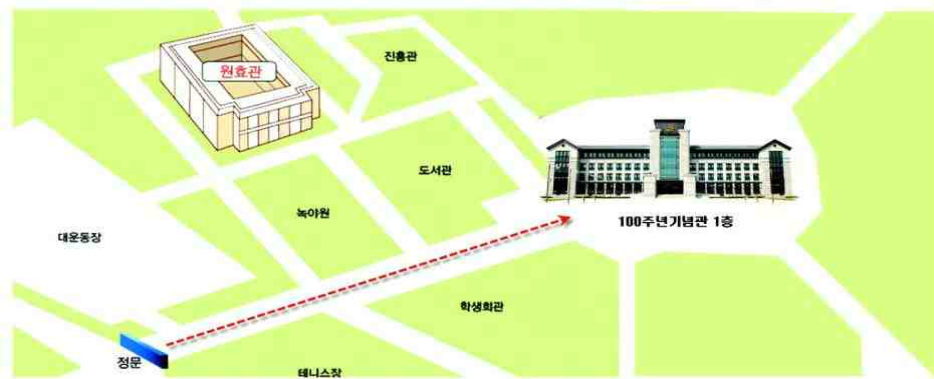 진흥관
원효관
도서관
녹야원
100주년기념관 1층
대운동장
학생회관
정문
테니스장